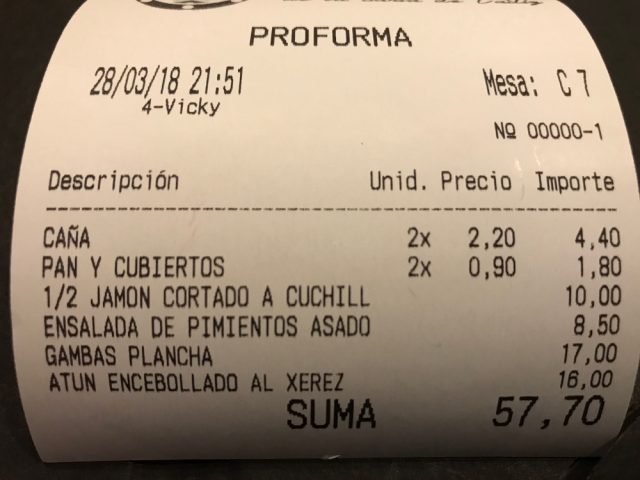 PROFORMA
28/03/18 21:51 Mesa: C 7
4-Vicky
Nº 00000-1
Descripción Unid. Precio Importe
CAÑA 2x 2,20 4,40
PAN Y CUBIERTOS 2x 0,90 1,80
1/2 JAMON CORTADO A CUCHILL 10,00
ENSALADA DE PIMIENTOS ASADO 8,50
GAMBAS PLANCHA 17,00
ATUN ENCEBOLLADO AL XEREZ 16,00
SUMA 57,70